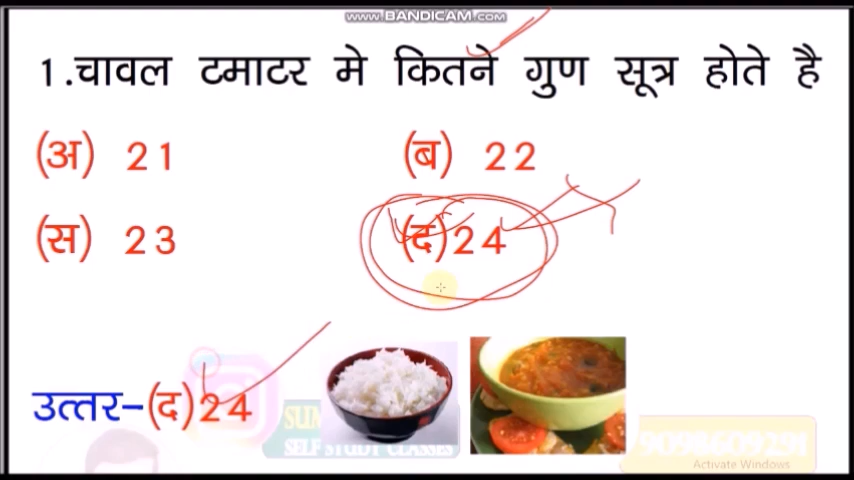 WWW.BANDICAM.COM
1.चावल टमाटर मे कितने गुण सूत्र होते है
(अ) 21 (ब) 22
(स) 23 (द)24
उत्तर-(द)24
SELF STUDY CLASSES
9098609291
Activate Windows